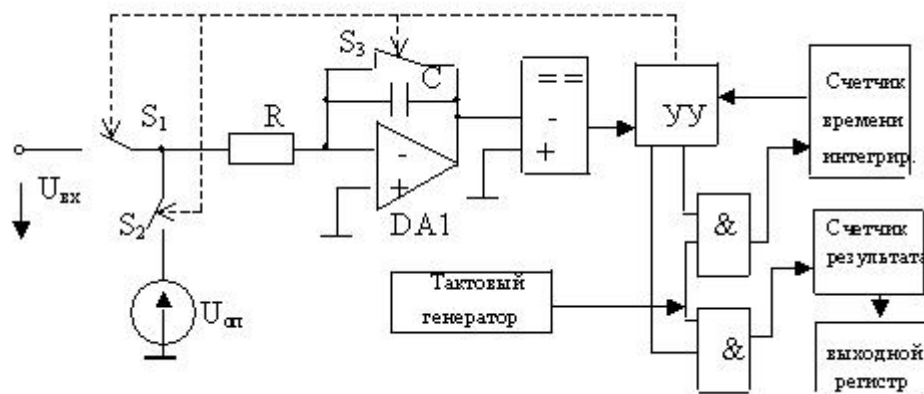 S₃
C
==
-
+
УУ
Счетчик
времени
интегрир.
S₁
R
-
+
DA1
Uвх
S₂
&
Счетчик
результата
Тактовый
генератор
Uоп
&
выходной
регистр